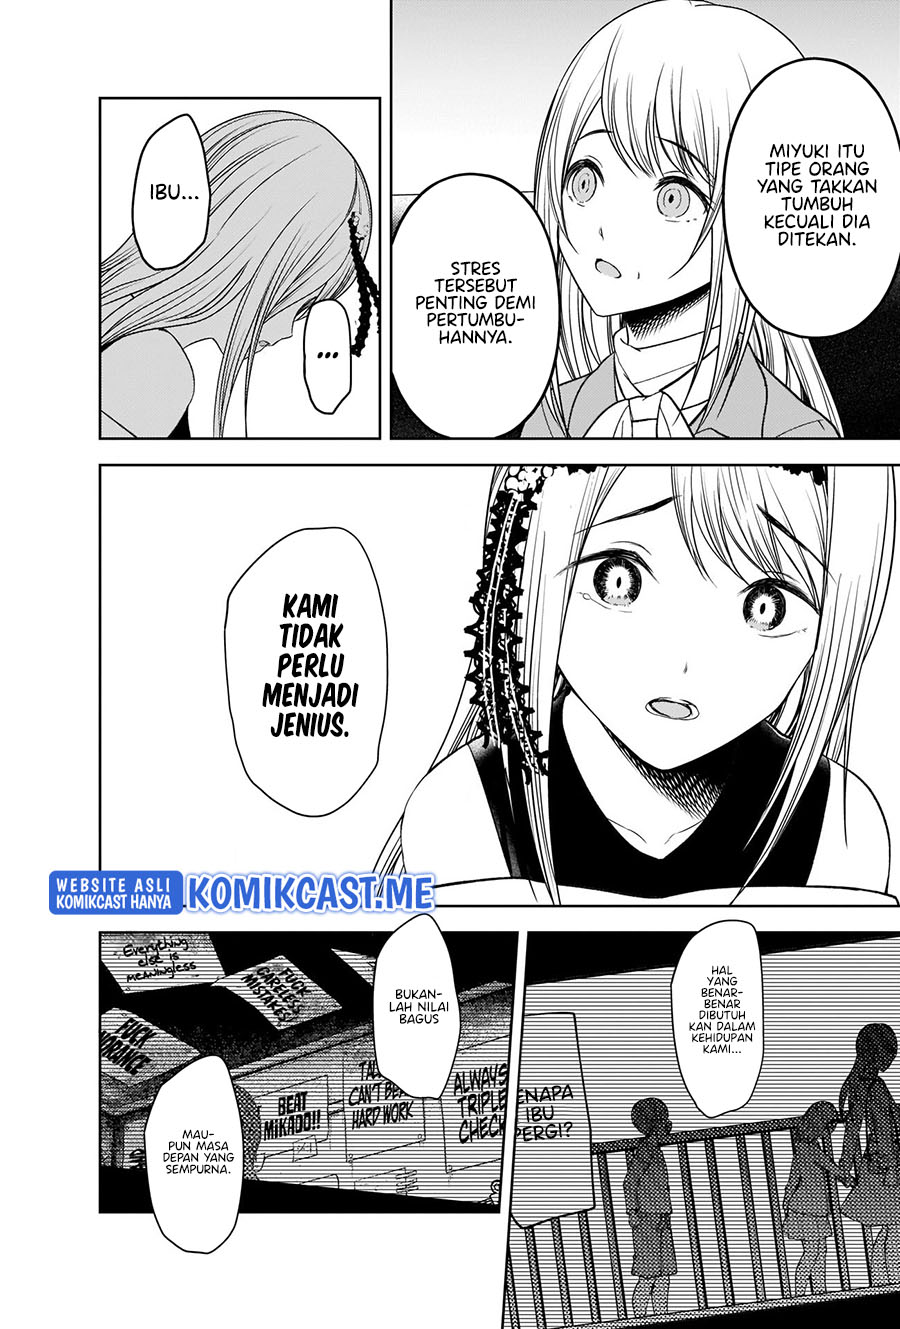 MIYUKI ITU
TIPE ORANG
YANG TAKKAN
TUMBUH
KECUALI DIA
DITEKAN.
STRES
TERSEBUT
PENTING DEMI
PERTUMBU-
HANNYA.
IBU...
...
KAMI
TIDAK
PERLU
MENJADI
JENIUS.
WEBSITE ASLI
KOMIKCAST HANYA
KOMIKCAST.ME
HAL
YANG
BENAR-
BENAR
DIBUTUH
KAN DALAM
KEHIDUPAN
KAMI...
ENAPA
IBU
PERGI?
BUKAN-
LAH NILAI
BAGUS
Everything
else is
meaningless
FUCK
CARELESS
MISTAKES
FUCK
BEAT
MIKADO!!
CAN'T BEA
HARD WORK
ALWAYS
TRIPLE
CHECK
MAU-
PUN MASA
DEPAN YANG
SEMPURNA.